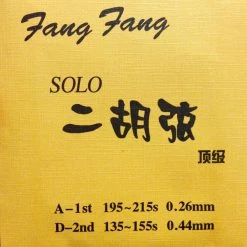 Fang Fang
SOLO
二胡弦
顶级
A-1st 195~215s 0.26mm
D-2nd 135~155s 0.44mm